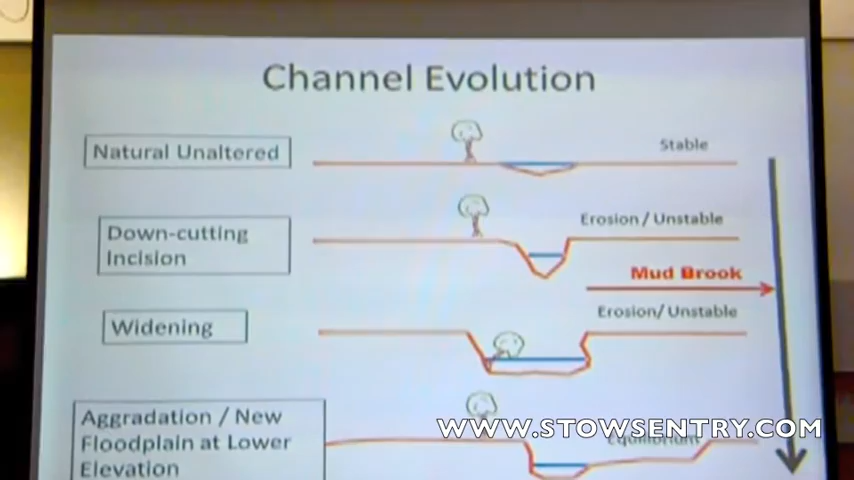 Channel Evolution
Natural Unaltered
Stable
Down-cutting
Incision
Erosion / Unstable
Mud Brook
Widening
Erosion/ Unstable
Aggradation / New
Floodplain at Lower
Elevation
WWW.STOWSENTRY.COM
Equilibrium